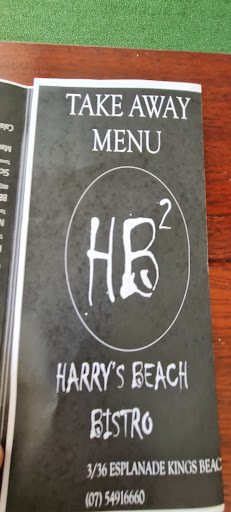 TAKE AWAY
MENU
HB²
HARRY'S BEACH
BISTRO
3/36 ESPLANADE KINGS BEAC
(07) 54916660